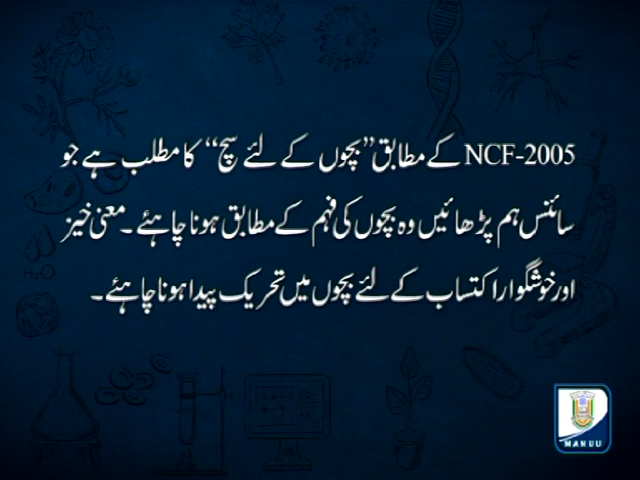 NCF-2005 کے مطابق ”بچوں کے لئے سچ“ کا مطلب ہے جو
سائنس ہم پڑھائیں وہ بچوں کی فہم کے مطابق ہونا چاہئے۔ معنی خیز
اور خوشگوار اکتساب کے لئے بچوں میں تحریک پیدا ہونا چاہئے۔
H₂O
MANUU